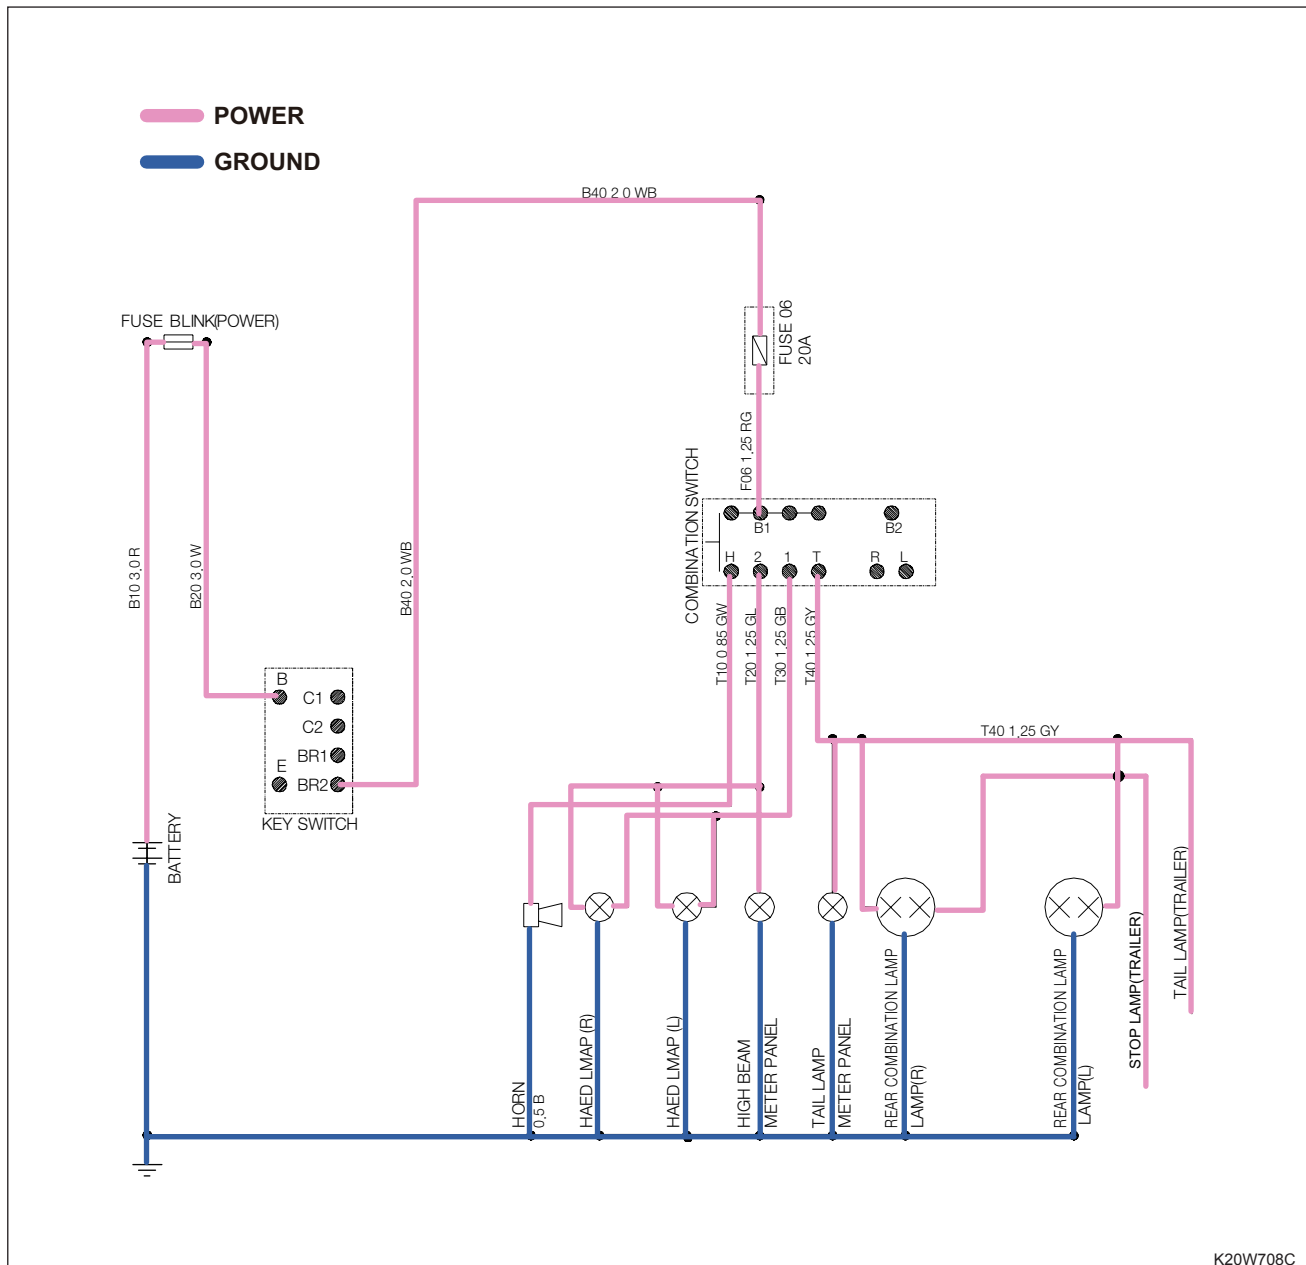 POWER
GROUND
B40 2 0 WB
FUSE BLINK(POWER)
FUSE 06
20A
F06 1,25 RG
COMBINATION SWITCH
B1
B2
H
2
1
T
R
L
B10 3,0 R
B20 3,0 W
B40 2,0 WB
T10 0 85 GW
T20 1 25 GL
T30 1,25 GB
T40 1,25 GY
B
C1
C2
BR1
E
BR2
KEY SWITCH
T40 1,25 GY
BATTERY
HORN
0,5 B
HAED LMAP (R)
HAED LMAP (L)
HIGH BEAM
METER PANEL
TAIL LAMP
METER PANEL
REAR COMBINATION LAMP
LAMP(R)
REAR COMBINATION LAMP
LAMP(L)
STOP LAMP(TRAILER)
TAIL LAMP(TRAILER)
K20W708C